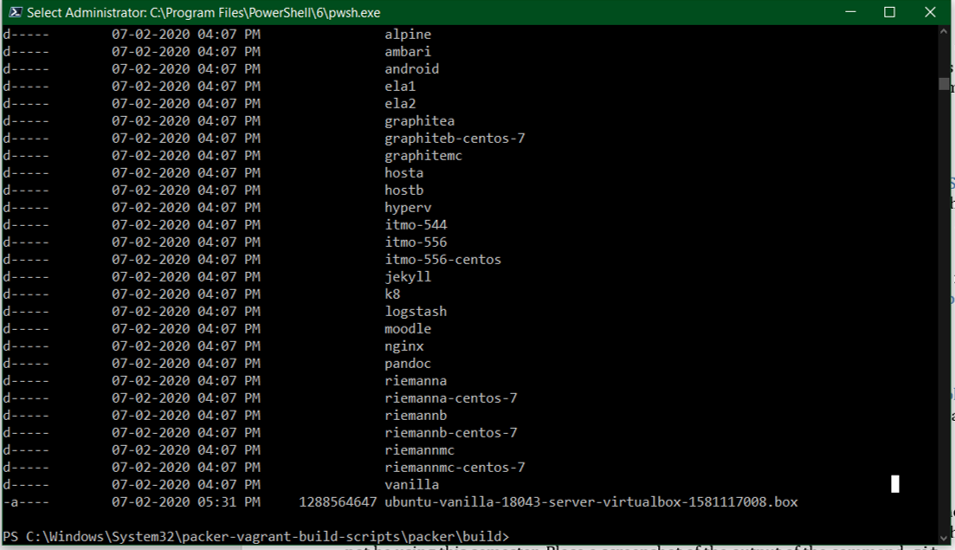 Select Administrator: C:\Program Files\PowerShell\6\pwsh.exe
d----- 07-02-2020 04:07 PM alpine
d----- 07-02-2020 04:07 PM ambari
d----- 07-02-2020 04:07 PM android
d----- 07-02-2020 04:07 PM ela1
d----- 07-02-2020 04:07 PM ela2
d----- 07-02-2020 04:07 PM graphitea
d----- 07-02-2020 04:07 PM graphiteb-centos-7
d----- 07-02-2020 04:07 PM graphitemc
d----- 07-02-2020 04:07 PM hosta
d----- 07-02-2020 04:07 PM hostb
d----- 07-02-2020 04:07 PM hyperv
d----- 07-02-2020 04:07 PM itmo-544
d----- 07-02-2020 04:07 PM itmo-556
d----- 07-02-2020 04:07 PM itmo-556-centos
d----- 07-02-2020 04:07 PM jekyll
d----- 07-02-2020 04:07 PM k8
d----- 07-02-2020 04:07 PM logstash
d----- 07-02-2020 04:07 PM moodle
d----- 07-02-2020 04:07 PM nginx
d----- 07-02-2020 04:07 PM pandoc
d----- 07-02-2020 04:07 PM riemanna
d----- 07-02-2020 04:07 PM riemanna-centos-7
d----- 07-02-2020 04:07 PM riemannb
d----- 07-02-2020 04:07 PM riemannb-centos-7
d----- 07-02-2020 04:07 PM riemannmc
d----- 07-02-2020 04:07 PM riemannmc-centos-7
d----- 07-02-2020 04:07 PM vanilla
-a---- 07-02-2020 05:31 PM 1288564647 ubuntu-vanilla-18043-server-virtualbox-1581117008.box
PS C:\Windows\System32\packer-vagrant-build-scripts\packer\build>